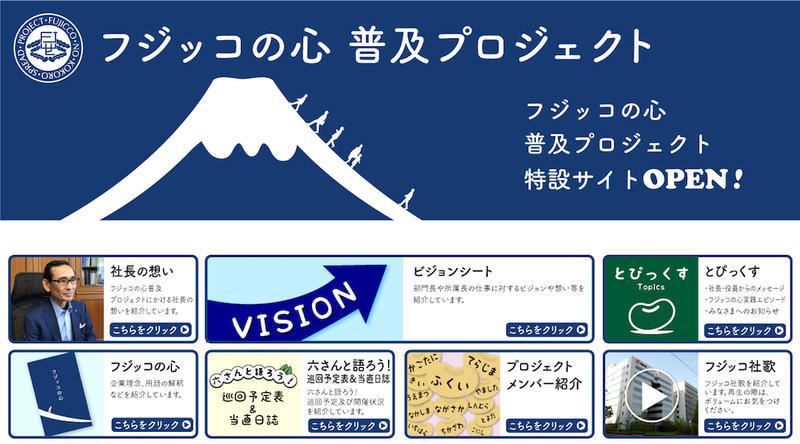 SPREAD・PROJECT・FUJICCO・NO・KOKORO
フジッコの心 普及プロジェクト
フジッコの心
普及プロジェクト
特設サイトOPEN!
社長の想い
フジッコの心普及
プロジェクトにかける社長の
想いを紹介しています。
こちらをクリック
VISION
ビジョンシート
部門長や所属長の仕事に対するビジョンや想い等を
紹介しています。
こちらをクリック
とぴっくす
Topics
とぴっくす
・社長・役員からのメッセージ
・フジッコの心実践エピソード
・みなさまへのお知らせ
こちらをクリック
フジッコの心
フジッコの心
企業理念、用語の解釈
などを紹介しています。
こちらをクリック
六さんと語ろう!
巡回予定表
&
当直日誌
六さんと語ろう!
巡回予定表&当直日誌
六さんと語ろう!
巡回予定及び開催状況
を紹介しています。
こちらをクリック
かごたに
てらじま
ふくい
うえまつ
やました
なかしま
ながさか
しんむら
とよだ
いちばし
ちかざわ
プロジェクト
メンバー紹介
こちらをクリック
フジッコ社歌
フジッコ社歌を紹介して
います。再生の際は、
ボリュームにお気をつけ
ください。
こちらをクリック